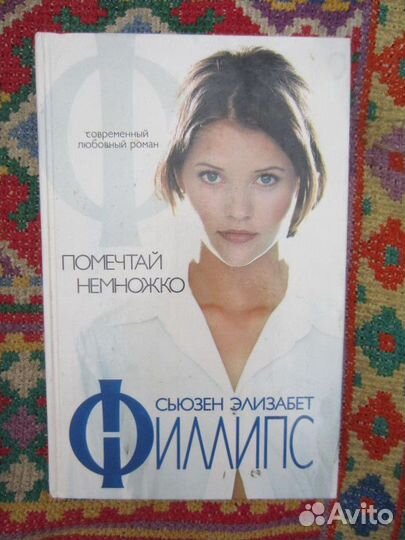 современный
любовный роман
ПОМЕЧТАЙ
НЕМНОЖКО
СЬЮЗЕН ЭЛИЗАБЕТ
ФИЛЛИПС
Avito